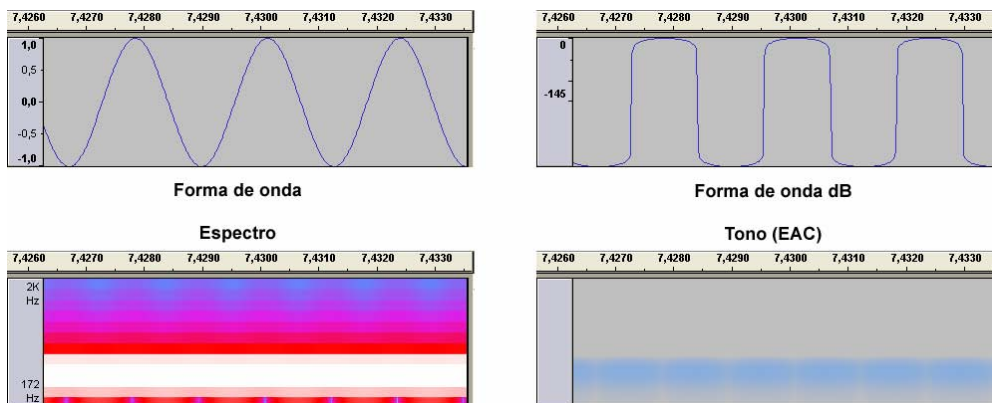 7,4260 7,4270 7,4280 7,4290 7,4300 7,4310 7,4320 7,4330
1,0
0,5
0,0
-0,5
-1,0
Forma de onda
7,4260 7,4270 7,4280 7,4290 7,4300 7,4310 7,4320 7,4330
0
-145
Forma de onda dB
Espectro
7,4260 7,4270 7,4280 7,4290 7,4300 7,4310 7,4320 7,4330
2K
Hz
172
Hz
Tono (EAC)
7,4260 7,4270 7,4280 7,4290 7,4300 7,4310 7,4320 7,4330